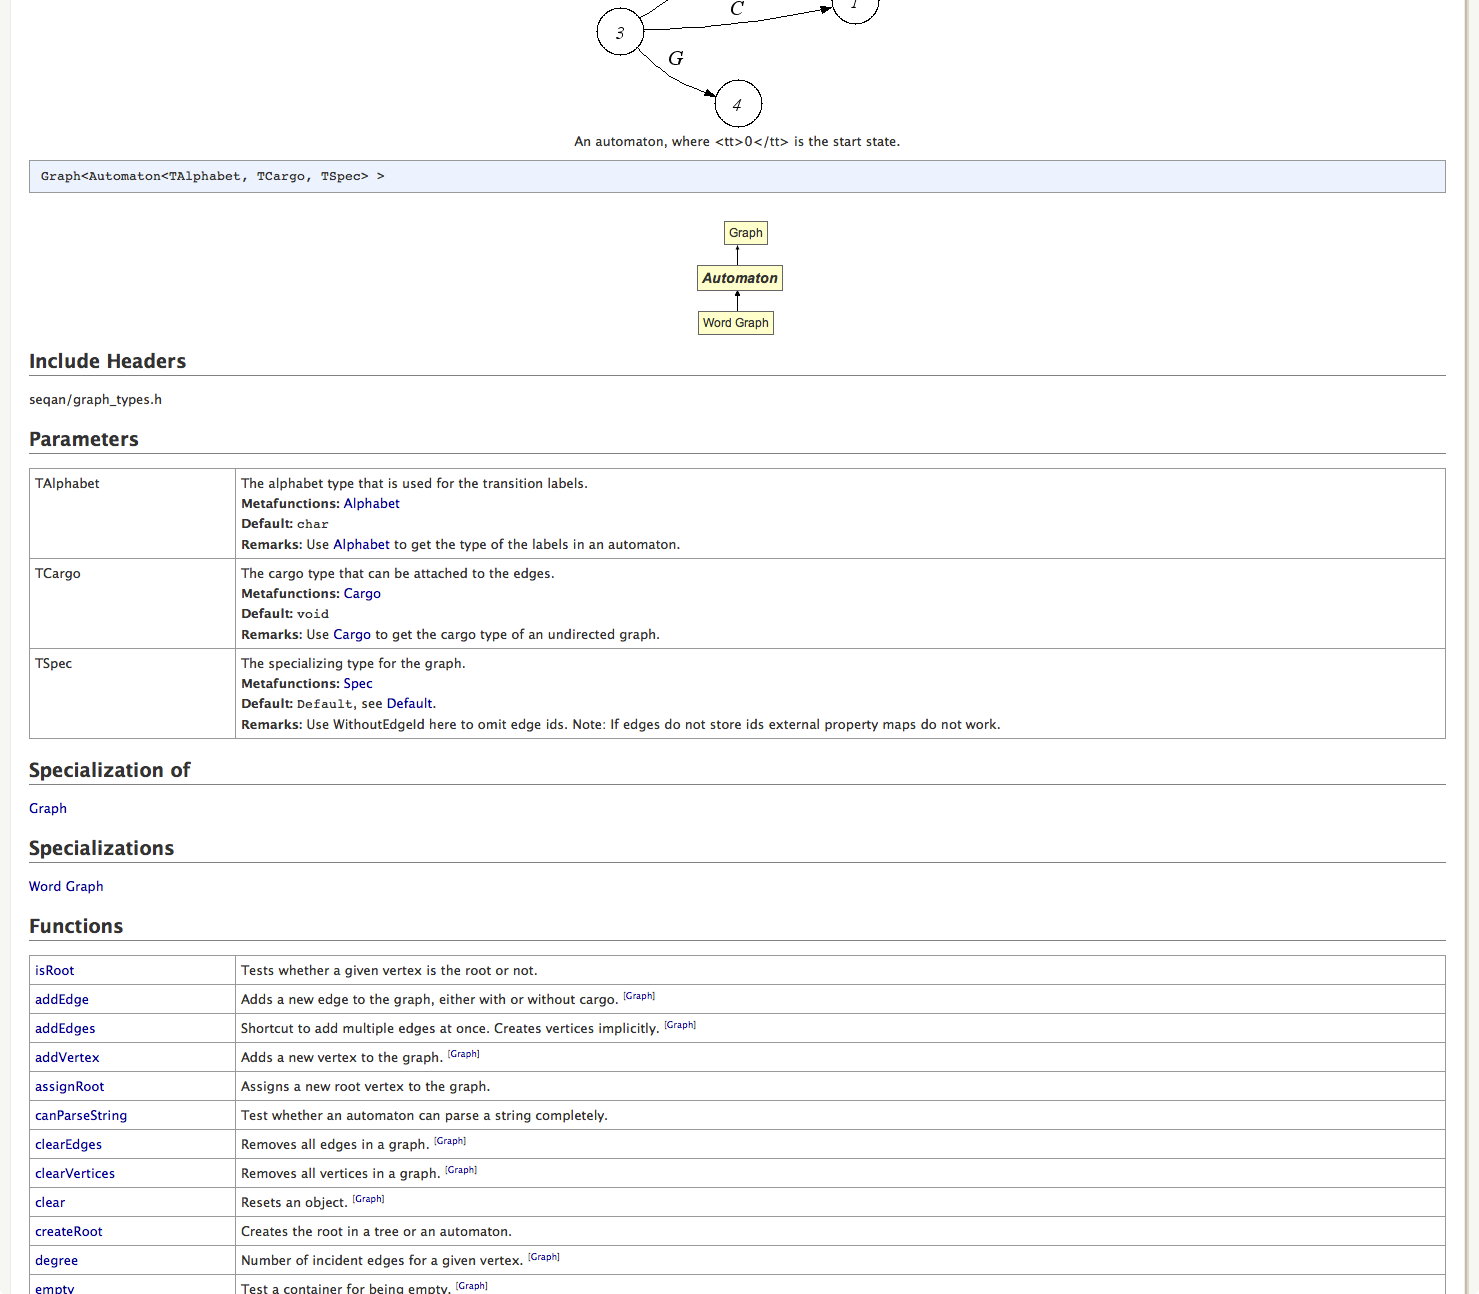 C
1
3
G
4
An automaton, where <tt>0</tt> is the start state.
Graph<Automaton<TAlphabet, TCargo, TSpec> >
Graph
Automaton
Word Graph
Include Headers
seqan/graph_types.h
Parameters
TAlphabet
The alphabet type that is used for the transition labels.
Metafunctions: Alphabet
Default: char
Remarks: Use Alphabet to get the type of the labels in an automaton.
TCargo
The cargo type that can be attached to the edges.
Metafunctions: Cargo
Default: void
Remarks: Use Cargo to get the cargo type of an undirected graph.
TSpec
The specializing type for the graph.
Metafunctions: Spec
Default: Default, see Default.
Remarks: Use WithoutEdgeId here to omit edge ids. Note: If edges do not store ids external property maps do not work.
Specialization of
Graph
Specializations
Word Graph
Functions
isRoot Tests whether a given vertex is the root or not.
addEdge Adds a new edge to the graph, either with or without cargo. [Graph]
addEdges Shortcut to add multiple edges at once. Creates vertices implicitly. [Graph]
addVertex Adds a new vertex to the graph. [Graph]
assignRoot Assigns a new root vertex to the graph.
canParseString Test whether an automaton can parse a string completely.
clearEdges Removes all edges in a graph. [Graph]
clearVertices Removes all vertices in a graph. [Graph]
clear Resets an object. [Graph]
createRoot Creates the root in a tree or an automaton.
degree Number of incident edges for a given vertex. [Graph]
empty Test a container for being empty. [Graph]